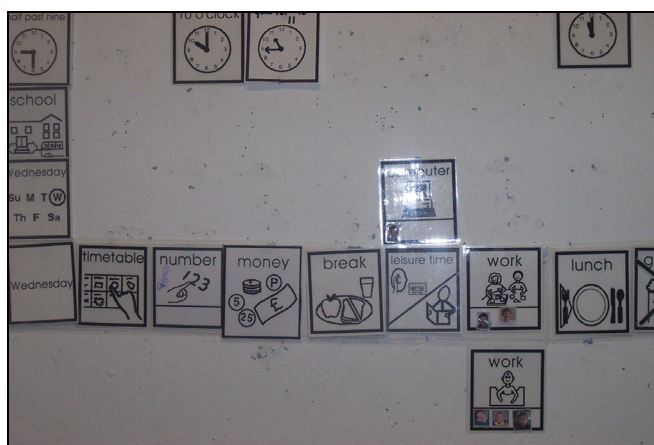 half past nine
10 o'clock
school
Wednesday
Su M T W
Th F Sa
computer
Wednesday
timetable
number
123
money
P
5
£
25
break
leisure time
work
lunch
work